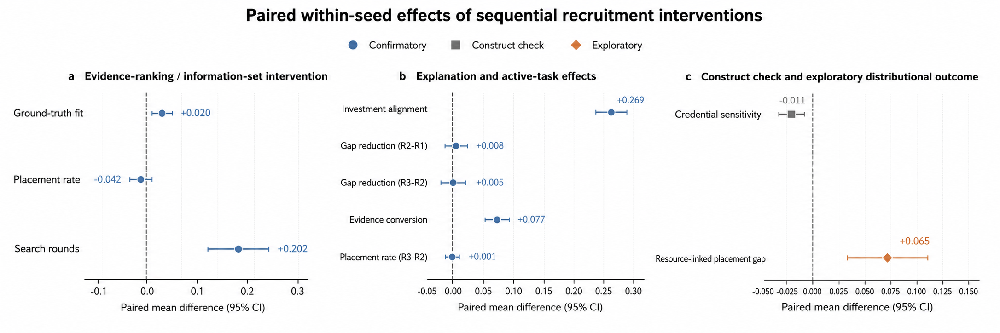 Paired within-seed effects of sequential recruitment interventions
Confirmatory
Construct check
Exploratory
a Evidence-ranking / information-set intervention
Ground-truth fit
+0.020
Placement rate
-0.042
Search rounds
+0.202
-0.1 0.0 0.1 0.2 0.3
Paired mean difference (95% CI)
b Explanation and active-task effects
Investment alignment
+0.269
Gap reduction (R2-R1)
+0.008
Gap reduction (R3-R2)
+0.005
Evidence conversion
+0.077
Placement rate (R3-R2)
+0.001
-0.05 0.00 0.05 0.10 0.15 0.20 0.25 0.30
Paired mean difference (95% CI)
c Construct check and exploratory distributional outcome
-0.011
Credential sensitivity
+0.065
Resource-linked placement gap
-0.050 -0.025 0.000 0.025 0.050 0.075 0.100 0.125 0.150
Paired mean difference (95% CI)